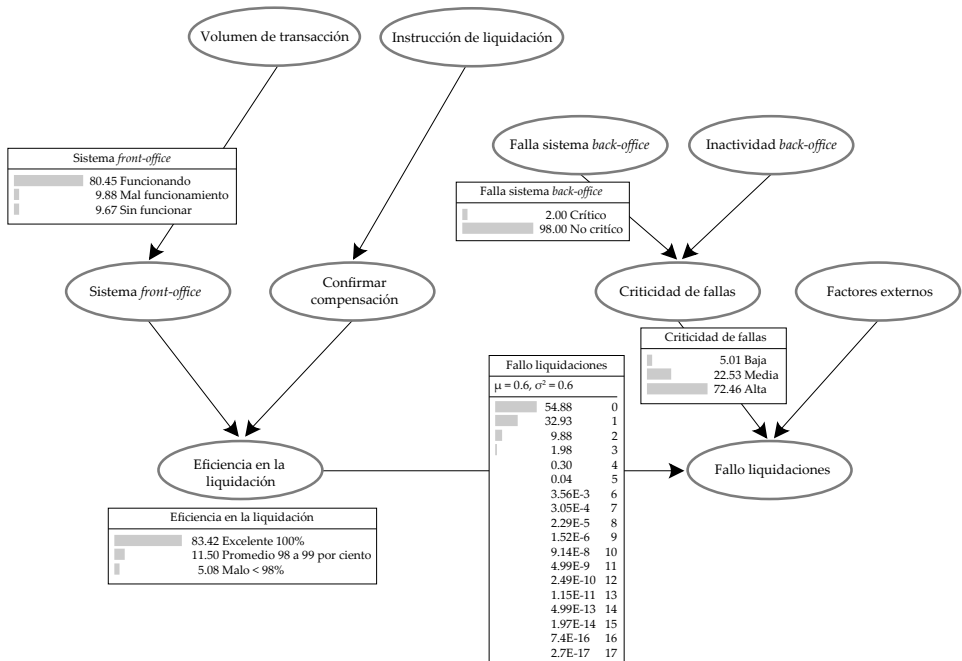 Volumen de transacción
Instrucción de liquidación
Falla sistema back-office
Inactividad back-office
Sistema front-office
80.45 Funcionando
9.88 Mal funcionamiento
9.67 Sin funcionar
Falla sistema back-office
2.00 Crítico
98.00 No critíco
Sistema front-office
Confirmar
compensación
Criticidad de fallas
Factores externos
Criticidad de fallas
5.01 Baja
22.53 Media
72.46 Alta
Fallo liquidaciones
μ = 0.6, σ² = 0.6
54.88 0
32.93 1
9.88 2
1.98 3
0.30 4
0.04 5
3.56E-3 6
3.05E-4 7
2.29E-5 8
1.52E-6 9
9.14E-8 10
4.99E-9 11
2.49E-10 12
1.15E-11 13
4.99E-13 14
1.97E-14 15
7.4E-16 16
2.7E-17 17
Eficiencia en la
liquidación
Fallo liquidaciones
Eficiencia en la liquidación
83.42 Excelente 100%
11.50 Promedio 98 a 99 por ciento
5.08 Malo < 98%